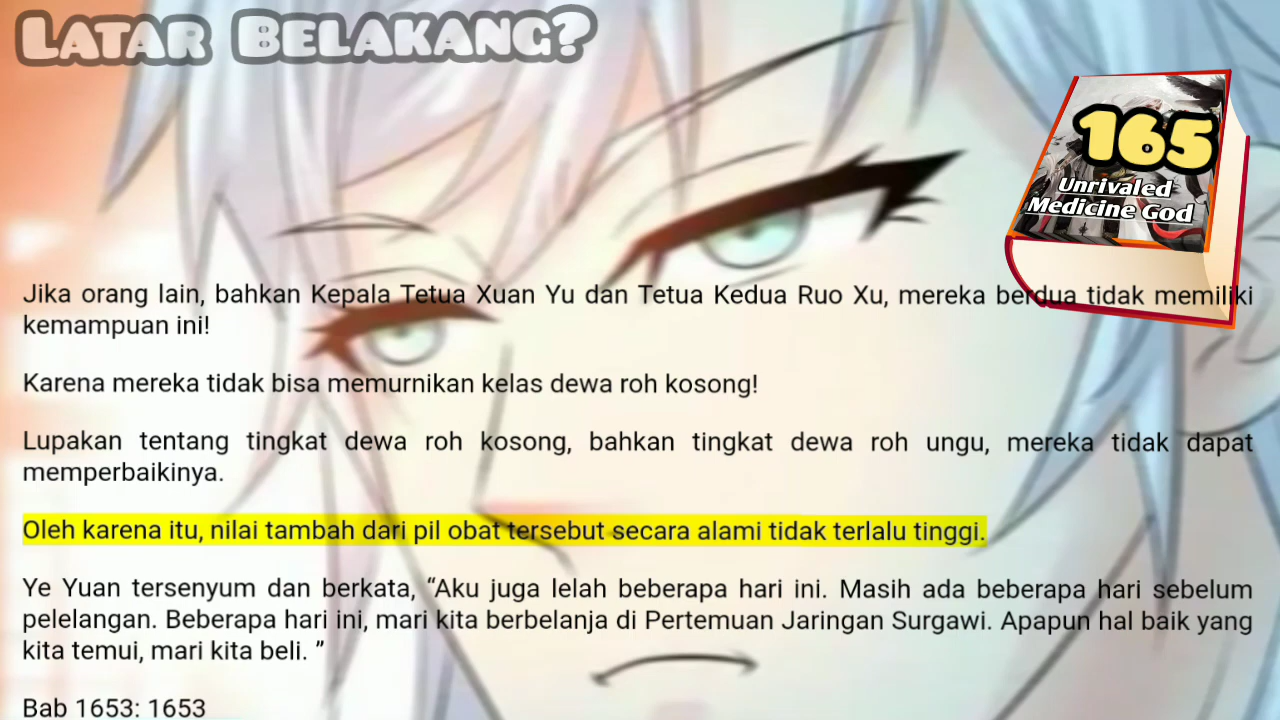 LATAR BELAKANG?
165
Unrivaled
Medicine God
Jika orang lain, bahkan Kepala Tetua Xuan Yu dan Tetua Kedua Ruo Xu, mereka berdua tidak memiliki
kemampuan ini!
Karena mereka tidak bisa memurnikan kelas dewa roh kosong!
Lupakan tentang tingkat dewa roh kosong, bahkan tingkat dewa roh ungu, mereka tidak dapat
memperbaikinya.
Oleh karena itu, nilai tambah dari pil obat tersebut secara alami tidak terlalu tinggi.
Ye Yuan tersenyum dan berkata, “Aku juga lelah beberapa hari ini. Masih ada beberapa hari sebelum
pelelangan. Beberapa hari ini, mari kita berbelanja di Pertemuan Jaringan Surgawi. Apapun hal baik yang
kita temui, mari kita beli. ”
Bab 1653: 1653